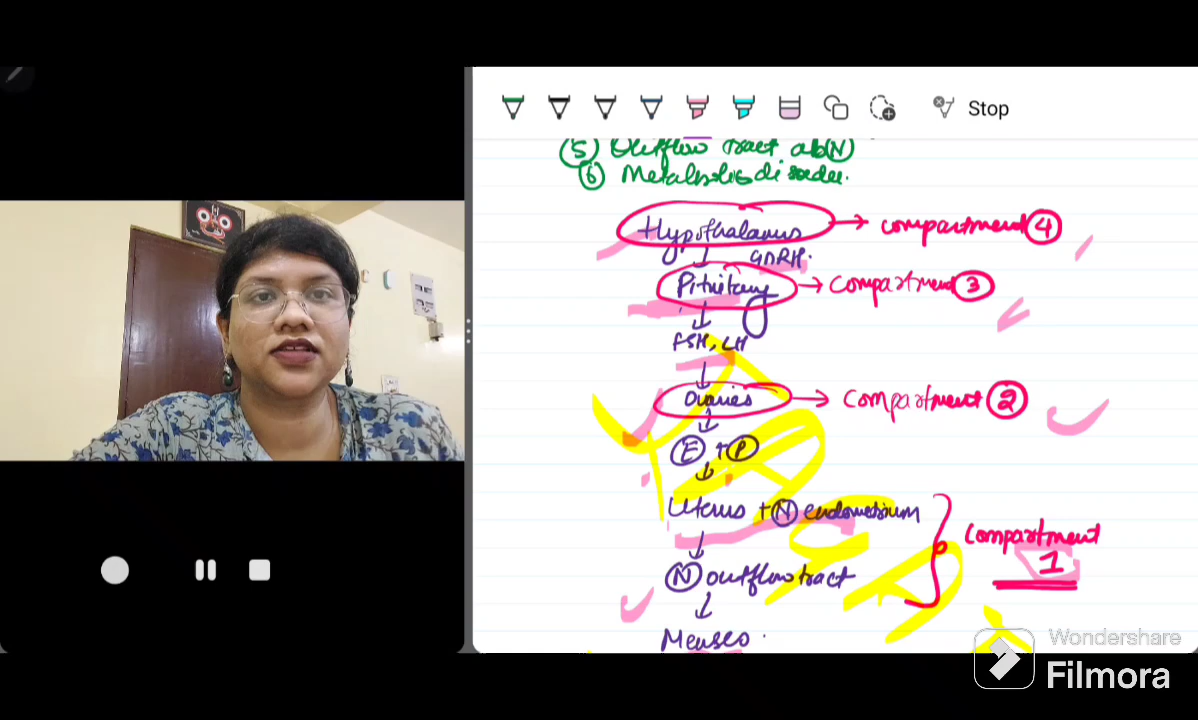 Stop
(5) Outflow tract ab(N)
(6) Metabolic disorder.
Hypothalamus → compartment (4)
↓ GnRH.
Pituitary → compartment (3)
↓
FSH, LH
↓
Ovaries → compartment (2)
↓
(E) + (P)
↓
Uterus + (N) endometrium
compartment
1
↓
(N) outflow tract
↓
Menses
Wondershare
Filmora